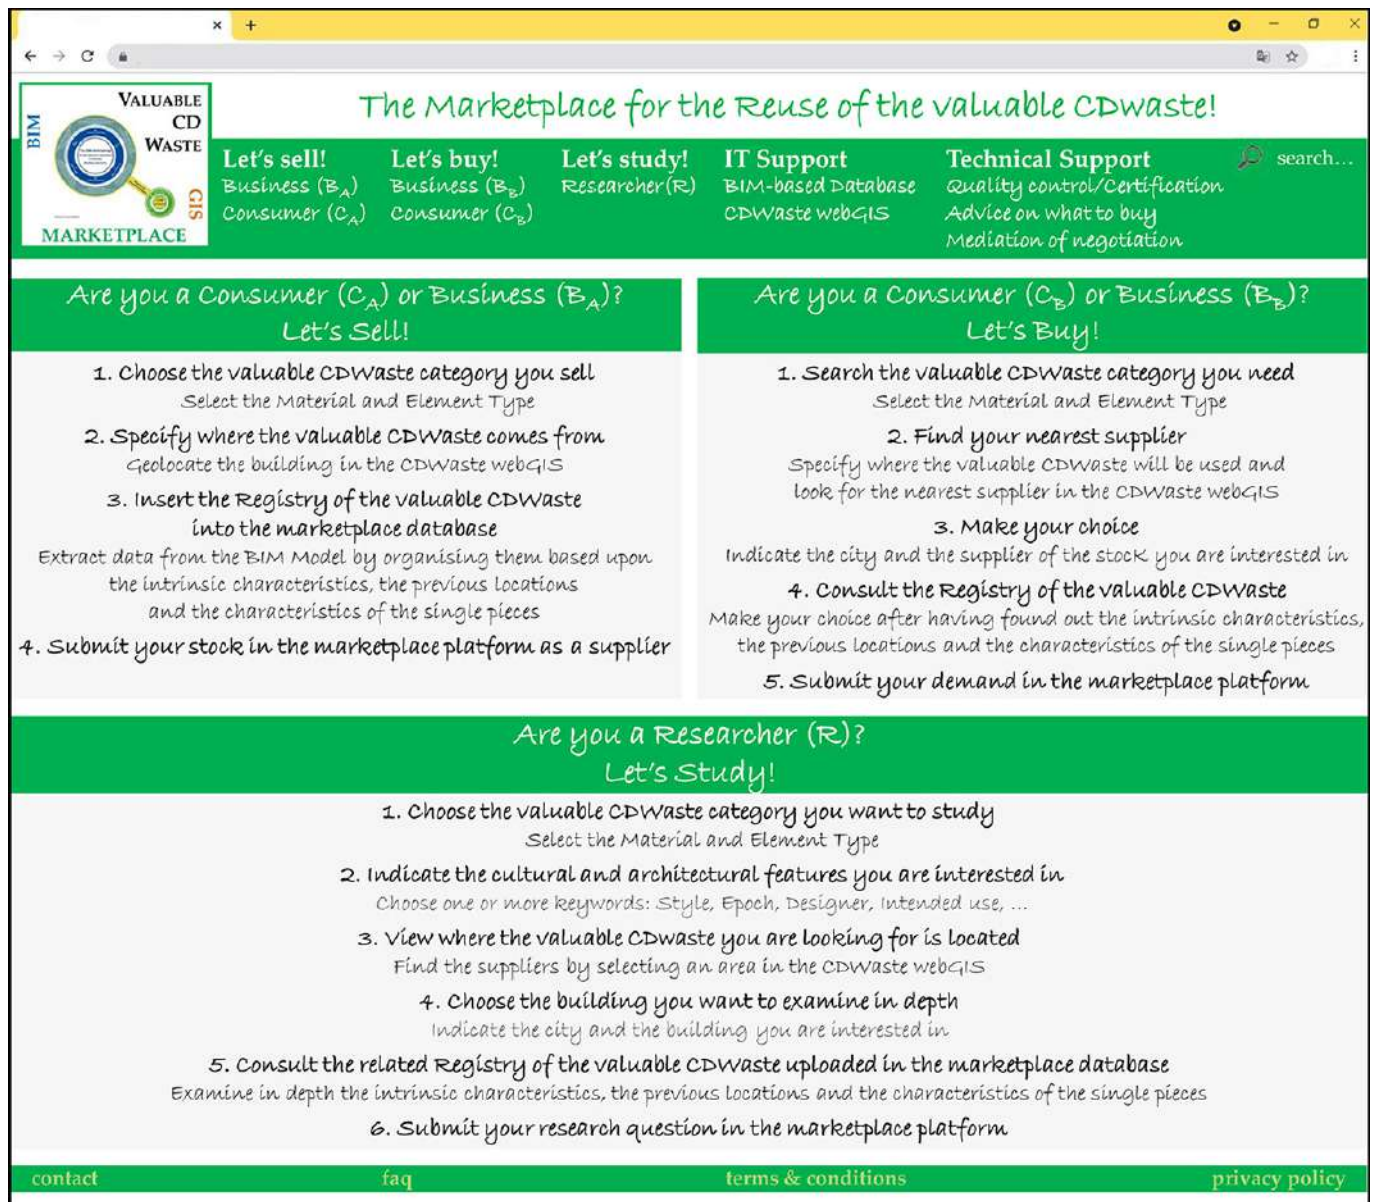 VALUABLE
CD
WASTE
BIM
GIS
MARKETPLACE
The Marketplace for the Reuse of the valuable CDwaste!
Let's sell!
Business (BA)
Consumer (CA)
Let's buy!
Business (BB)
Consumer (CB)
Let's study!
Researcher(R)
IT Support
BIM-based Database
CDWaste webGIS
Technical Support
Quality control/Certification
Advice on what to buy
Mediation of negotiation
search...
Are you a Consumer (CA) or Business (BA)?
Let's Sell!
1. Choose the valuable CDWaste category you sell
Select the Material and Element Type
2. Specify where the valuable CDWaste comes from
Geolocate the building in the CDWaste webGIS
3. Insert the Registry of the valuable CDWaste
into the marketplace database
Extract data from the BIM Model by organising them based upon
the intrinsic characteristics, the previous locations
and the characteristics of the single pieces
4. Submit your stock in the marketplace platform as a supplier
Are you a Consumer (CB) or Business (BB)?
Let's Buy!
1. Search the valuable CDWaste category you need
Select the Material and Element Type
2. Find your nearest supplier
Specify where the valuable CDWaste will be used and
look for the nearest supplier in the CDWaste webGIS
3. Make your choice
Indicate the city and the supplier of the stock you are interested in
4. Consult the Registry of the valuable CDWaste
Make your choice after having found out the intrinsic characteristics,
the previous locations and the characteristics of the single pieces
5. Submit your demand in the marketplace platform
Are you a Researcher (R)?
Let's Study!
1. Choose the valuable CDWaste category you want to study
Select the Material and Element Type
2. Indicate the cultural and architectural features you are interested in
Choose one or more keywords: Style, Epoch, Designer, Intended use, ...
3. View where the valuable CDwaste you are looking for is located
Find the suppliers by selecting an area in the CDWaste webGIS
4. Choose the building you want to examine in depth
Indicate the city and the building you are interested in
5. Consult the related Registry of the valuable CDWaste uploaded in the marketplace database
Examine in depth the intrinsic characteristics, the previous locations and the characteristics of the single pieces
6. Submit your research question in the marketplace platform
contact
faq
terms & conditions
privacy policy